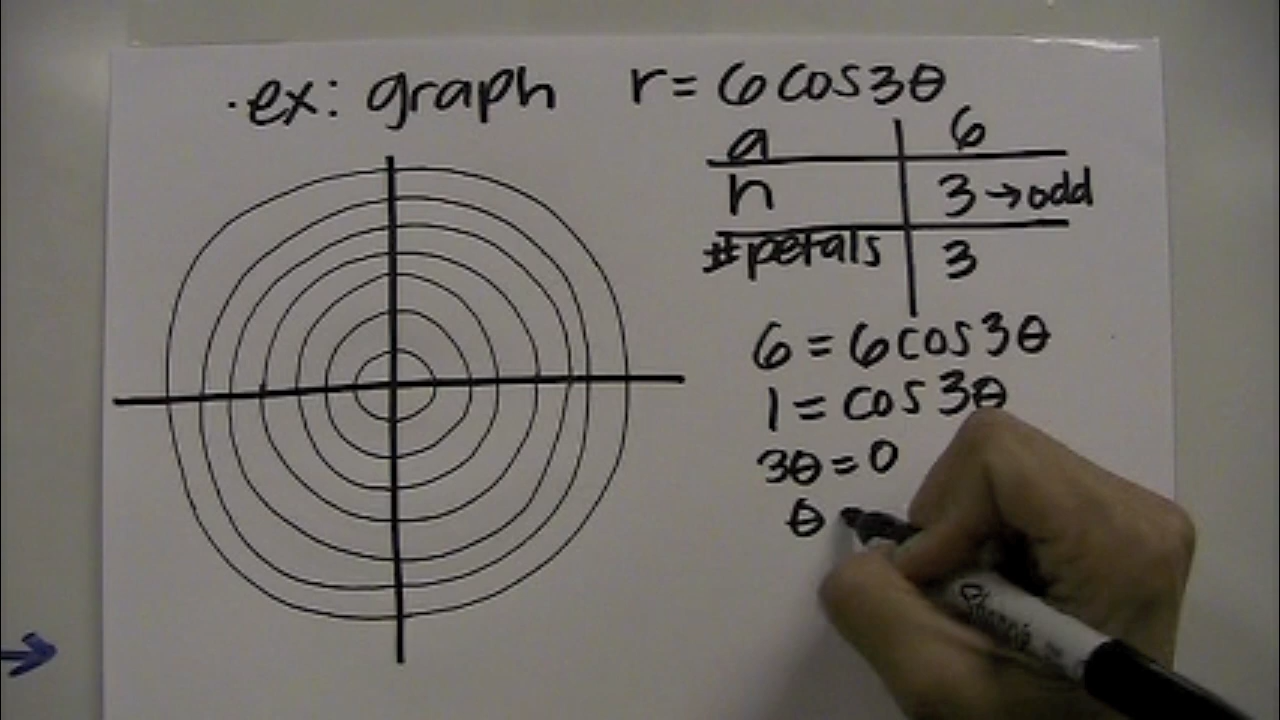 ·ex: graph r = 6cos3θ
a 6
n 3→odd
#petals 3
6 = 6cos3θ
1 = cos3θ
3θ = 0
θ
Sharpie